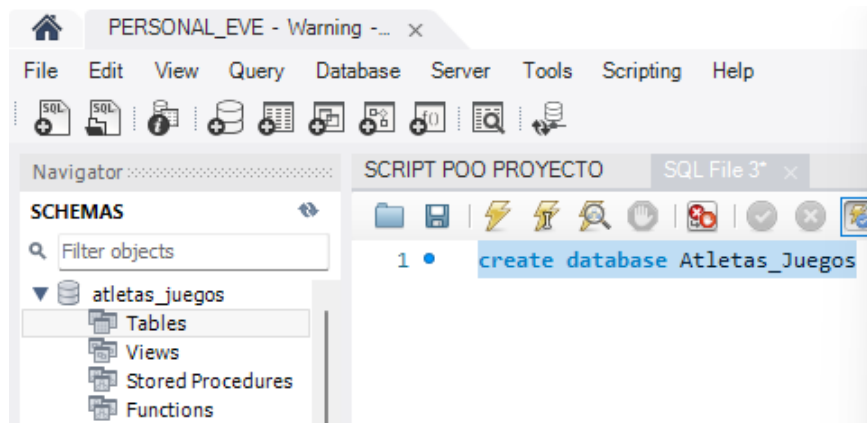 PERSONAL_EVE - Warning -...
File Edit View Query Database Server Tools Scripting Help
SQL SQL
Navigator SCRIPT POO PROYECTO SQL File 3*
SCHEMAS
Filter objects
1 create database Atletas_Juegos
atletas_juegos
Tables
Views
Stored Procedures
Functions